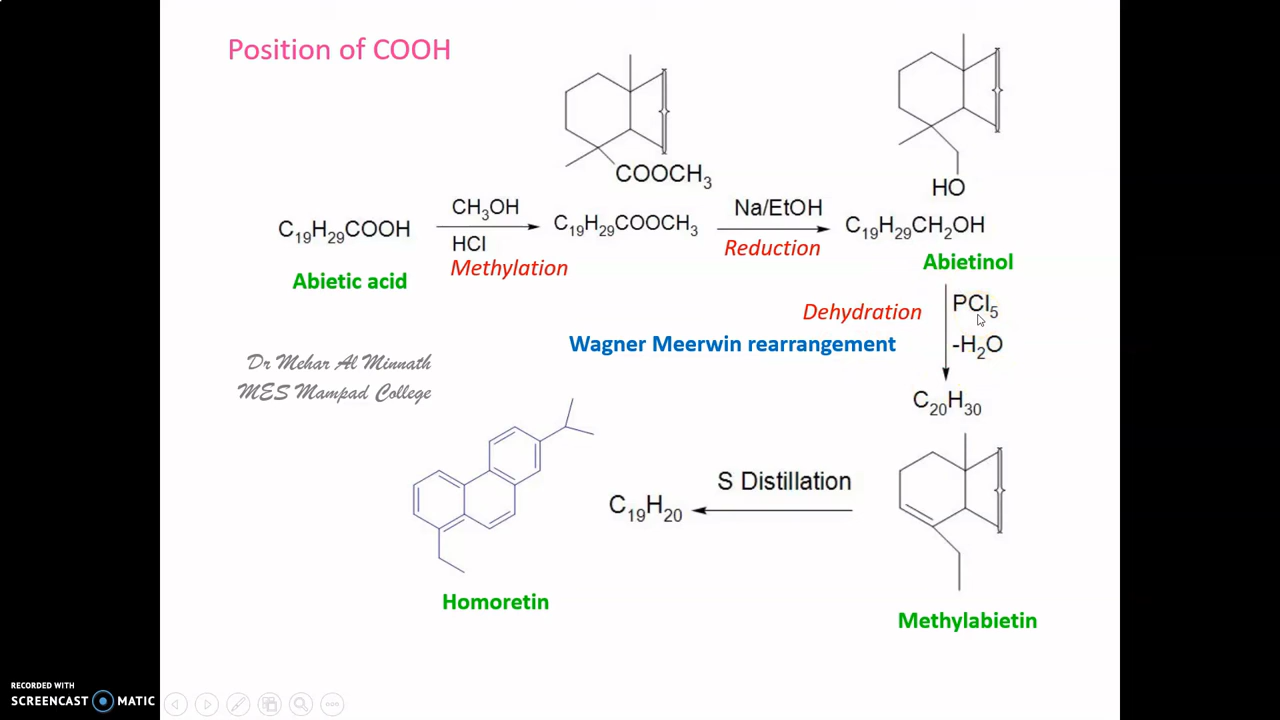 Position of COOH
COOCH₃
HO
C₁₉H₂₉COOH
CH₃OH
HCl
Methylation
C₁₉H₂₉COOCH₃
Na/EtOH
Reduction
C₁₉H₂₉CH₂OH
Abietic acid
Abietinol
Dehydration
PCl₅
Wagner Meerwin rearrangement
-H₂O
Dr Mehar Al Minnath
MES Mampad College
C₂₀H₃₀
S Distillation
C₁₉H₂₀
Homoretin
Methylabietin
RECORDED WITH
SCREENCAST MATIC